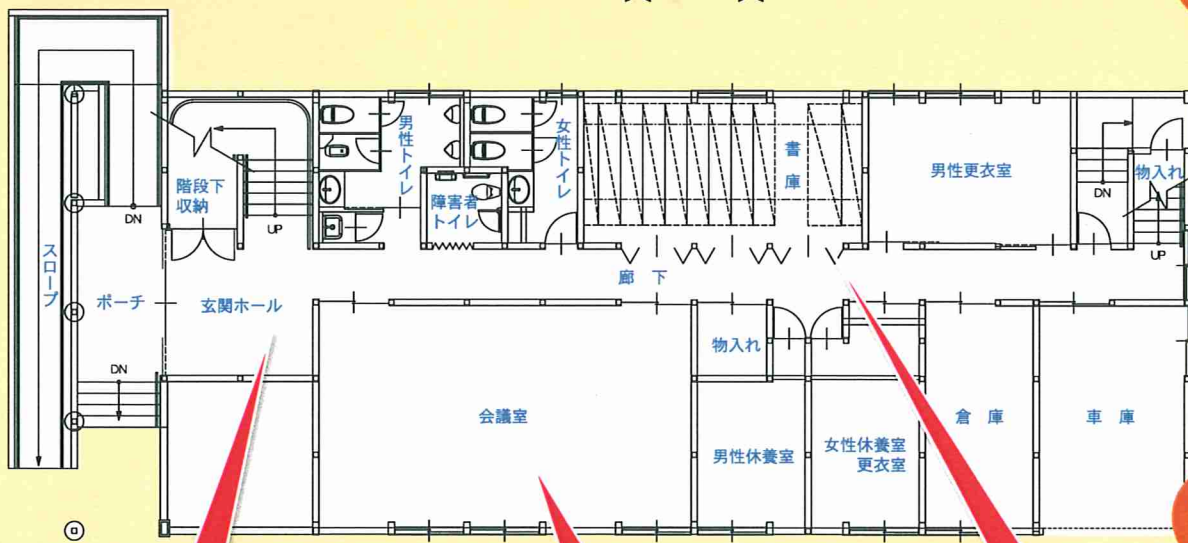 スロープ
DN
ポーチ
DN
階段下
収納
UP
玄関ホール
男性トイレ
障害者
トイレ
女性トイレ
書庫
男性更衣室
DN
物入れ
UP
廊下
会議室
物入れ
男性休養室
女性休養室
更衣室
倉庫
車庫